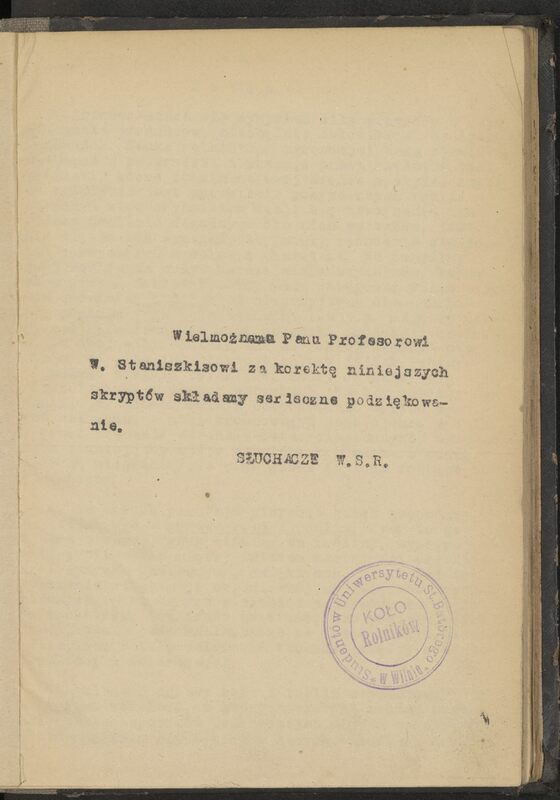 Wielmożnemu Panu Profesorowi
W. Staniszkisowi za korektę niniejszych
skryptów składamy serdeczne podziękowa-
nie.
SŁUCHACZE W.S.R.
"Studentów Uniwersytetu St. Batorego"
KOŁO
Rolników
W Wilnie